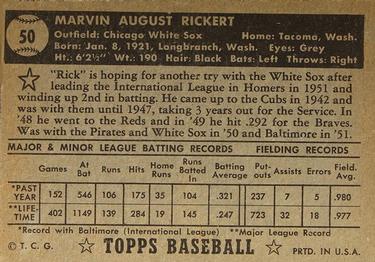 50
MARVIN AUGUST RICKERT
Outfield: Chicago White Sox Home: Tacoma, Wash.
Born: Jan. 8, 1921, Longbranch, Wash. Eyes: Grey
Ht.: 6'2½" Wt.: 190 Hair: Black Bats: Left Throws: Right
"Rick" is hoping for another try with the White Sox after
leading the International League in Homers in 1951 and
winding up 2nd in batting. He came up to the Cubs in 1942 and
was with them until 1947, taking 3 years out for the Service. In
'48 he went to the Reds and in '49 he hit .292 for the Braves.
Was with the Pirates and White Sox in '50 and Baltimore in '51.
MAJOR & MINOR LEAGUE BATTING RECORDS FIELDING RECORDS
Games At Bat Runs Hits Home Runs Runs Batted In Batting Average Put-outs Assists Errors Field. Avg.
*PAST YEAR 152 546 106 175 35 104 .321 237 7 5 .980
**LIFE-TIME 402 1149 139 284 19 145 .247 723 32 18 .977
*Record with Baltimore (International League) **Major League Record
© T. C. G. TOPPS BASEBALL PRTD. IN U.S.A.